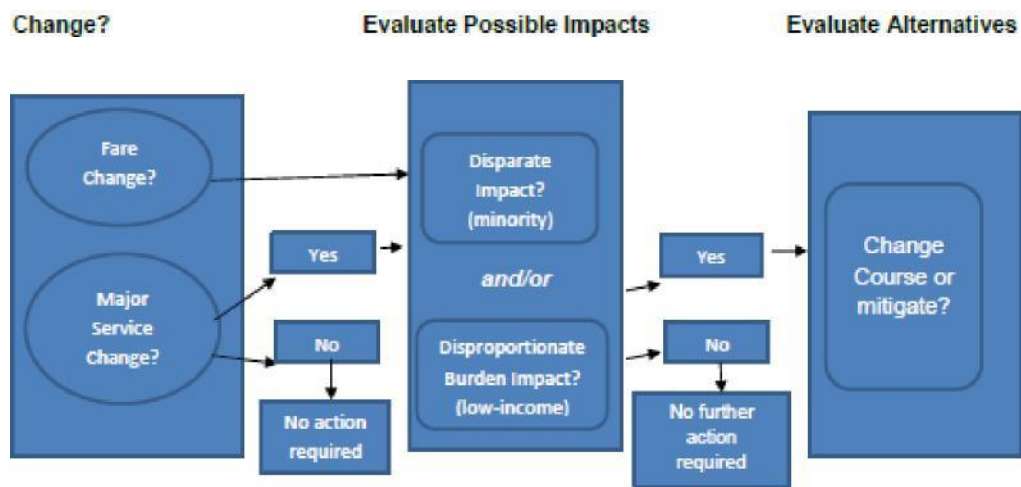 Change?
Evaluate Possible Impacts
Evaluate Alternatives
Fare
Change?
Major
Service
Change?
Yes
No
No action
required
Disparate
Impact?
(minority)
and/or
Disproportionate
Burden Impact?
(low-income)
Yes
No
No further
action
required
Change
Course or
mitigate?